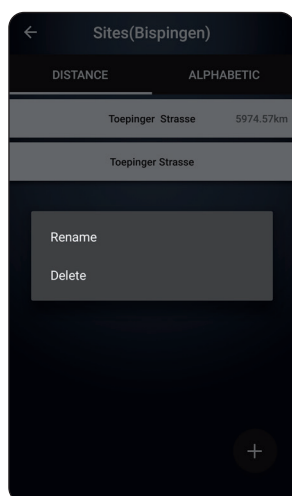 Sites(Bispingen)
DISTANCE ALPHABETIC
Toepinger Strasse 5974.57km
Toepinger Strasse
Rename
Delete